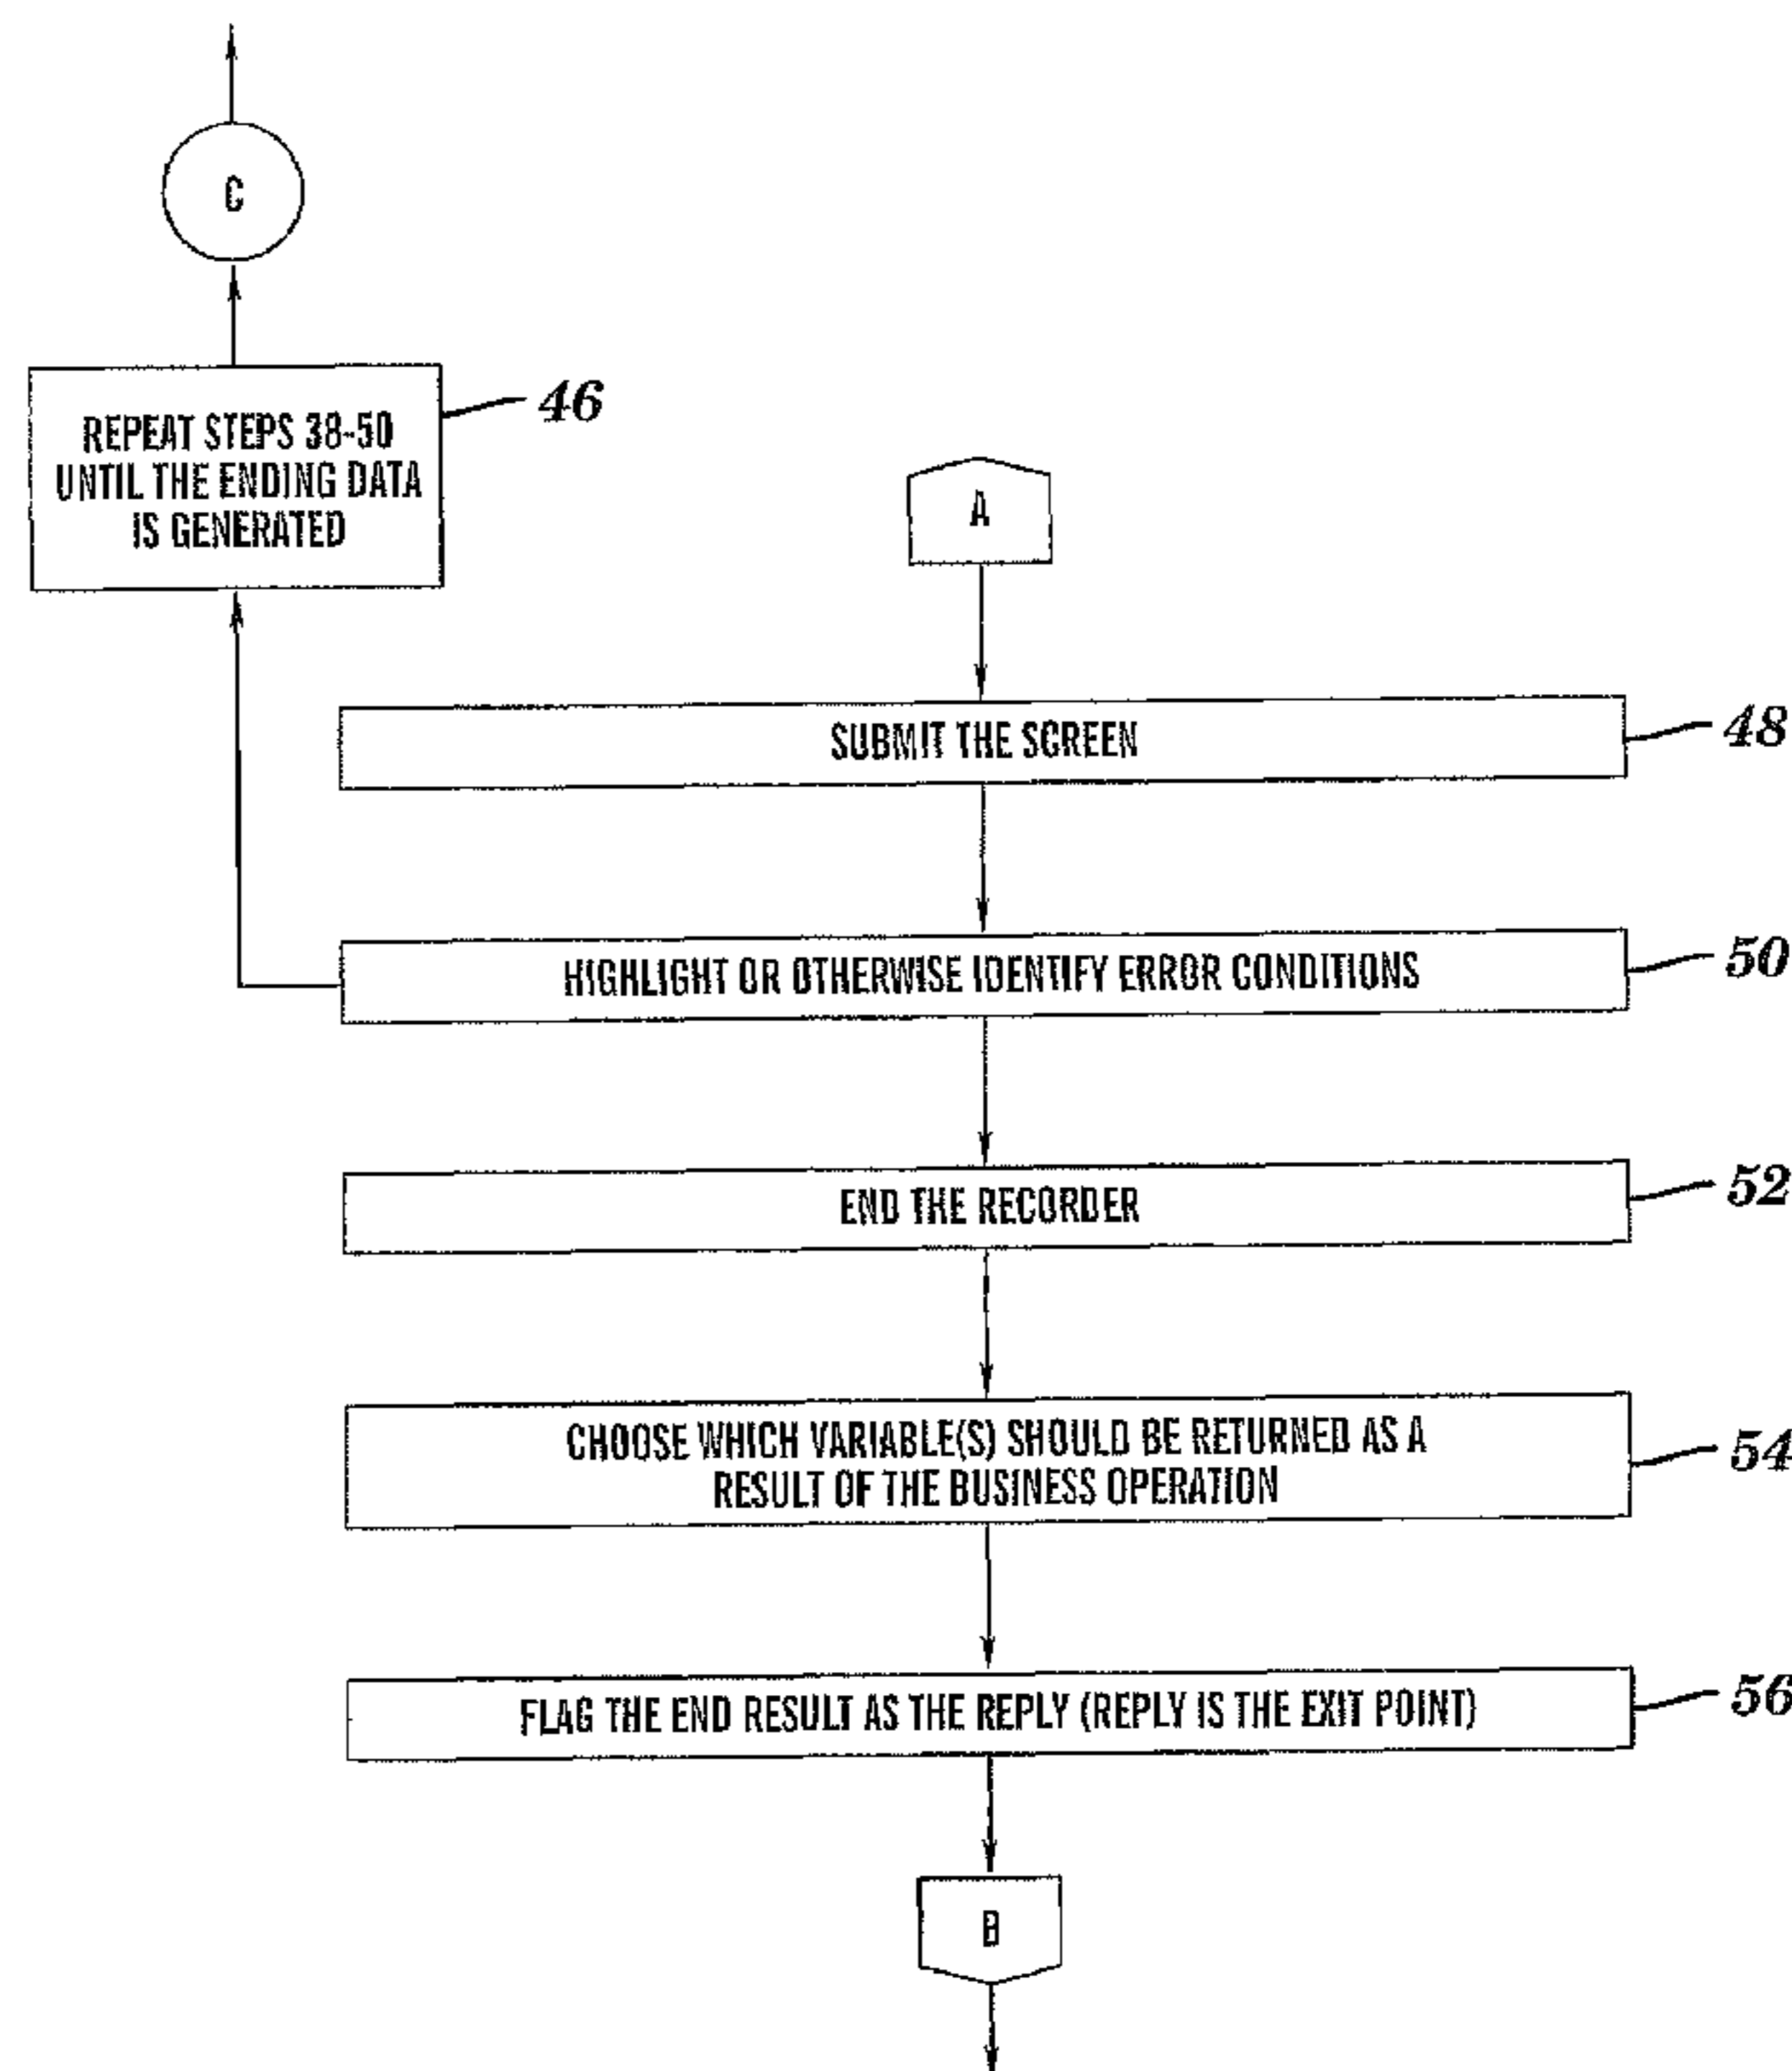 C
REPEAT STEPS 38-50
UNTIL THE ENDING DATA
IS GENERATED
46
A
SUBMIT THE SCREEN
48
HIGHLIGHT OR OTHERWISE IDENTIFY ERROR CONDITIONS
50
END THE RECORDER
52
CHOOSE WHICH VARIABLE(S) SHOULD BE RETURNED AS A
RESULT OF THE BUSINESS OPERATION
54
FLAG THE END RESULT AS THE REPLY (REPLY IS THE EXIT POINT)
56
B